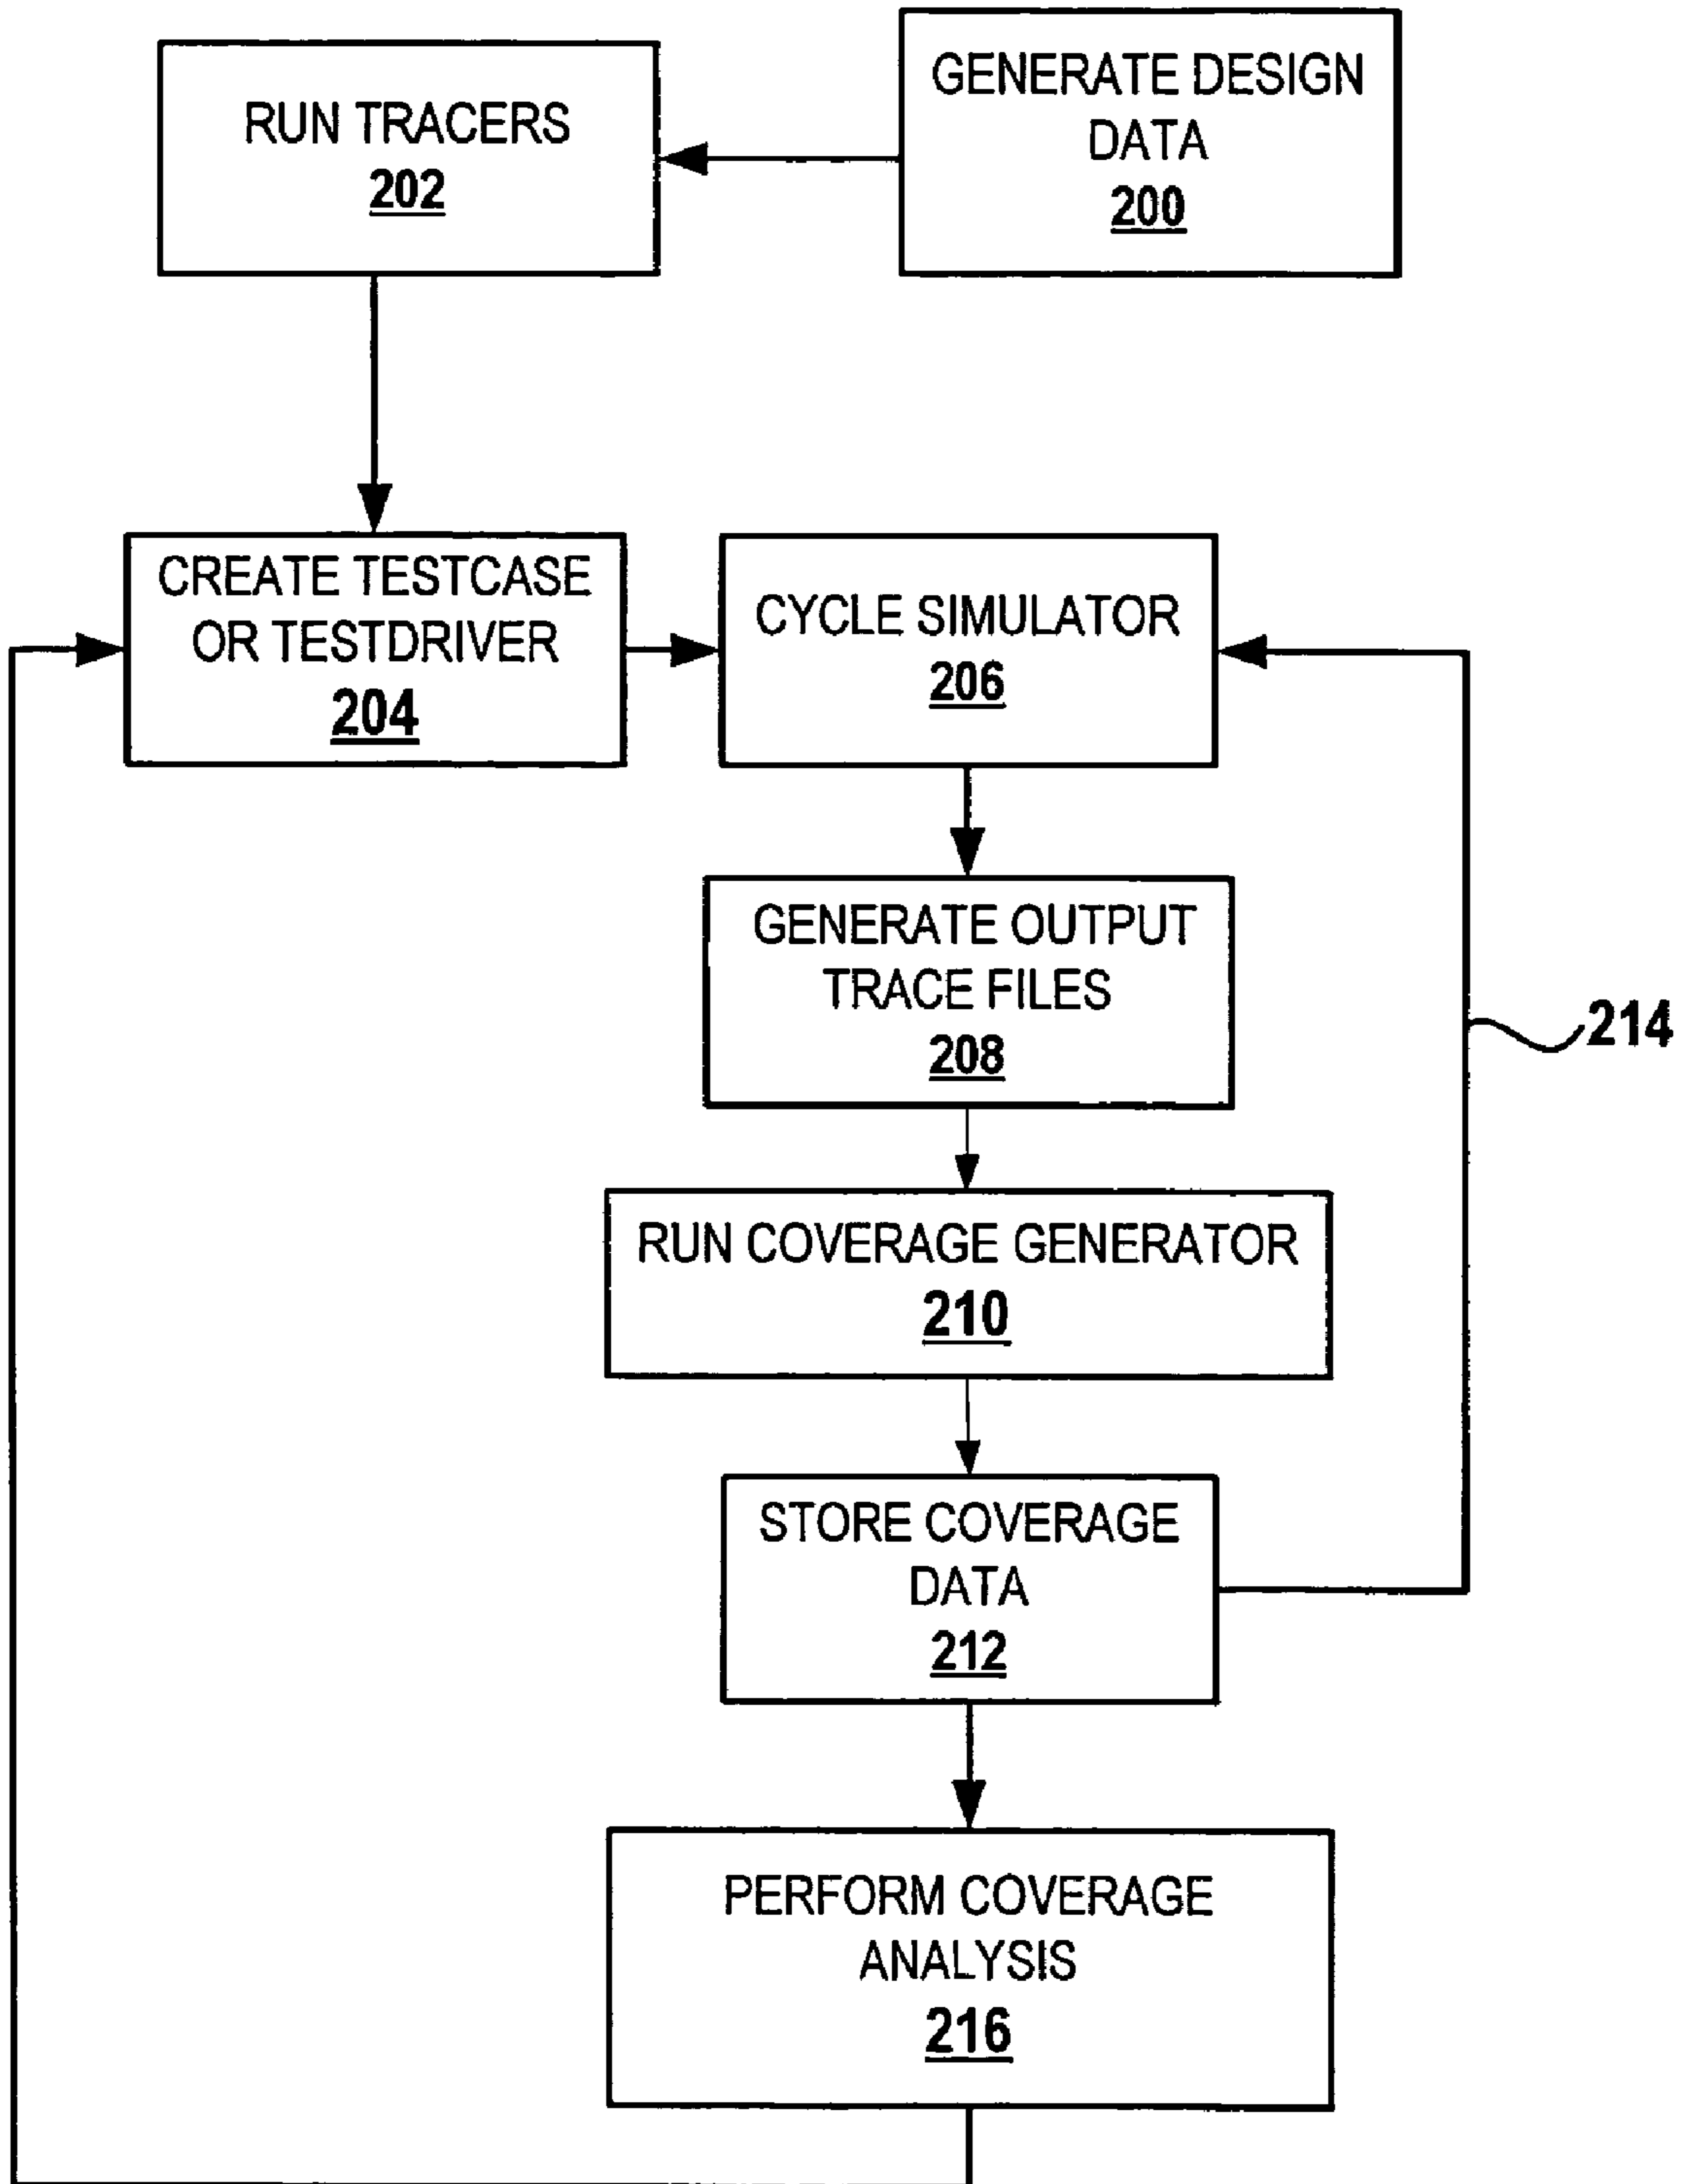 GENERATE DESIGN
DATA
200
RUN TRACERS
202
CREATE TESTCASE
OR TESTDRIVER
204
CYCLE SIMULATOR
206
GENERATE OUTPUT
TRACE FILES
208
214
RUN COVERAGE GENERATOR
210
STORE COVERAGE
DATA
212
PERFORM COVERAGE
ANALYSIS
216